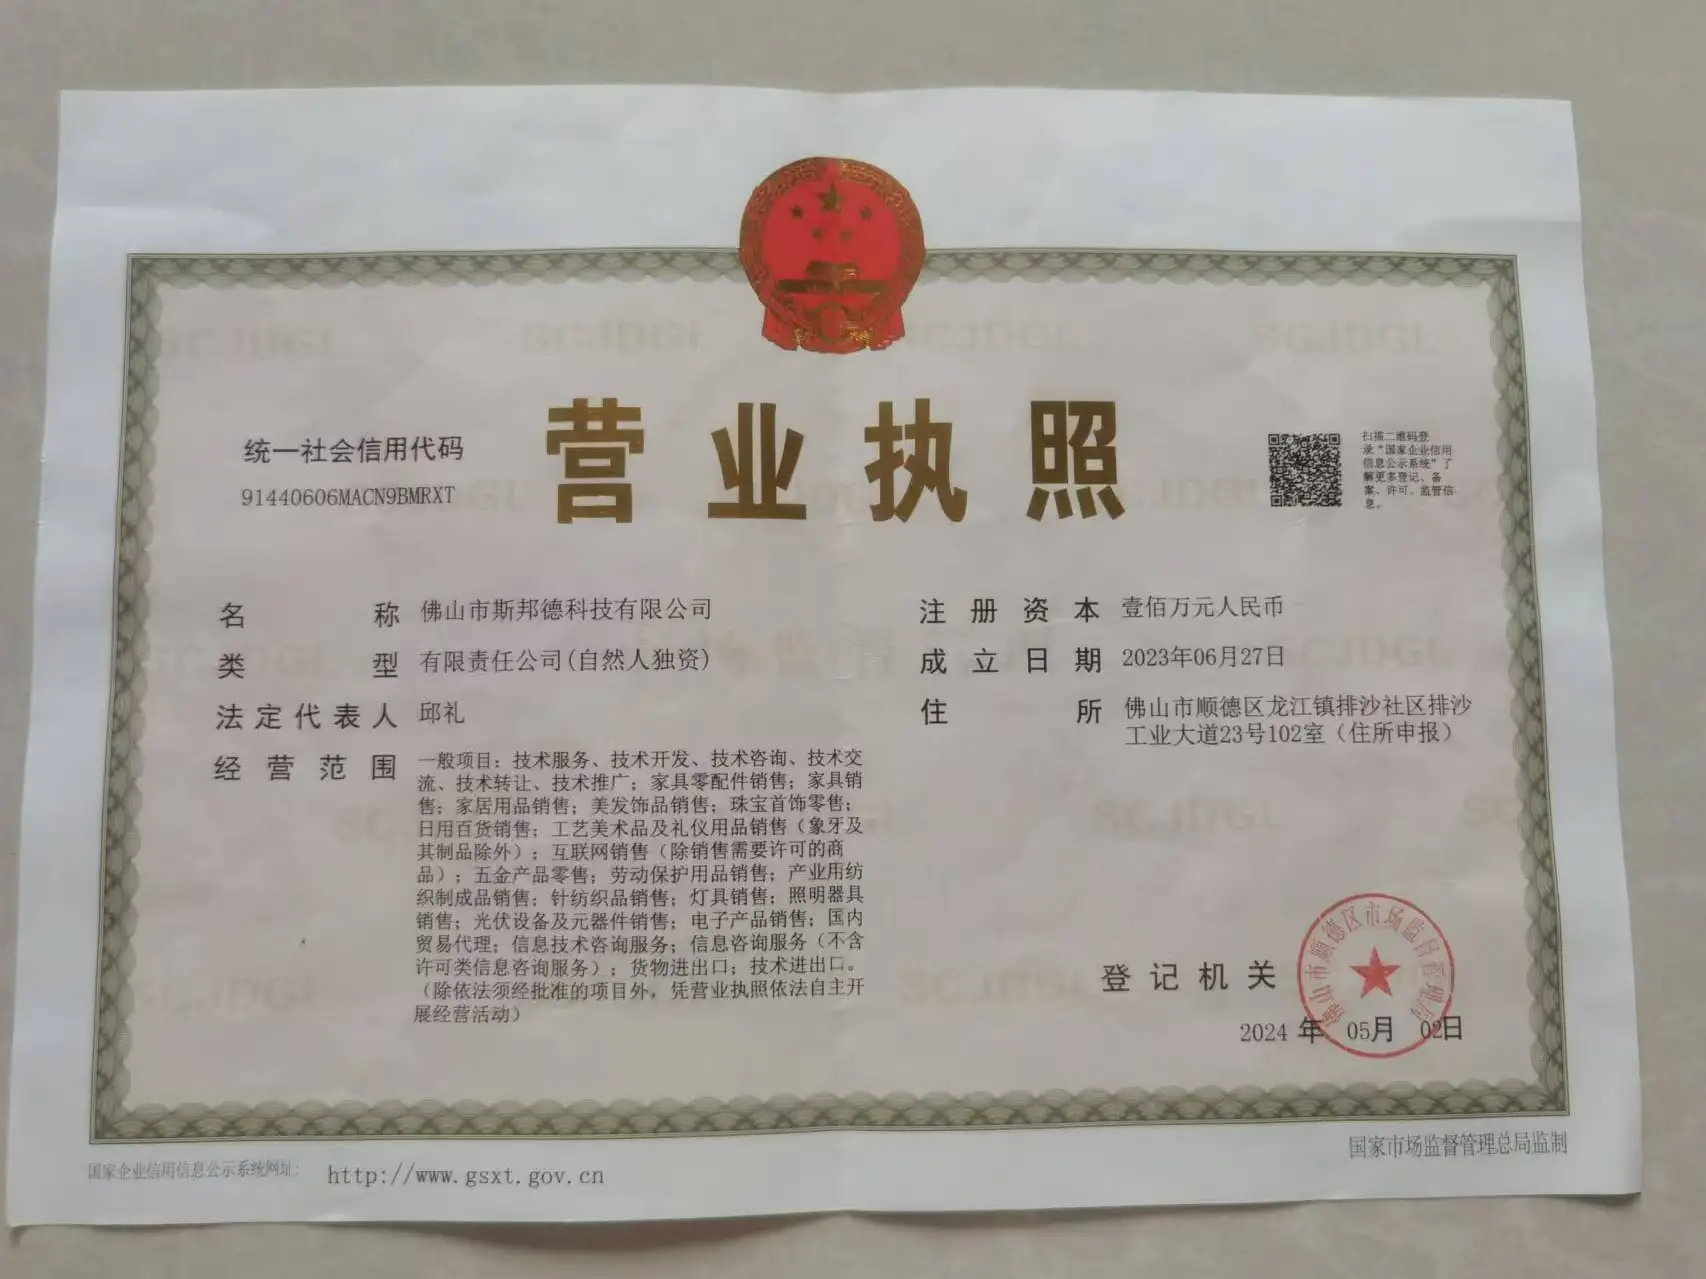 营业执照
统一社会信用代码
91440606MACN9BMRXT
扫描二维码登
录“国家企业信用
信息公示系统”了
解更多登记、备
案、许可、监管信
息。
名称 佛山市斯邦德科技有限公司
类型 有限责任公司(自然人独资)
法定代表人 邱礼
经营范围 一般项目：技术服务、技术开发、技术咨询、技术交
流、技术转让、技术推广；家具零配件销售；家具销
售；家居用品销售；美发饰品销售；珠宝首饰零售；
日用百货销售；工艺美术品及礼仪用品销售（象牙及
其制品除外）；互联网销售（除销售需要许可的商
品）；五金产品零售；劳动保护用品销售；产业用纺
织制成品销售；针纺织品销售；灯具销售；照明器具
销售；光伏设备及元器件销售；电子产品销售；国内
贸易代理；信息技术咨询服务；信息咨询服务（不含
许可类信息咨询服务）；货物进出口；技术进出口。
（除依法须经批准的项目外，凭营业执照依法自主开
展经营活动）
注册资本 壹佰万元人民币
成立日期 2023年06月27日
住所 佛山市顺德区龙江镇排沙社区排沙
工业大道23号102室（住所申报）
登记机关
佛山市顺德区市场监督管理局
2024年05月02日
国家企业信用信息公示系统网址：http://www.gsxt.gov.cn
国家市场监督管理总局监制
SCJDGL